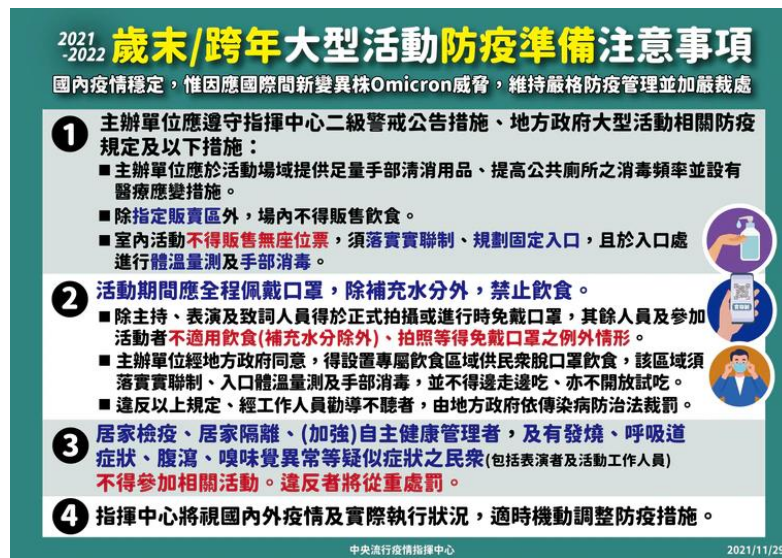 2021-2022 歲末/跨年大型活動防疫準備注意事項
國內疫情穩定，惟因應國際間新變異株Omicron威脅，維持嚴格防疫管理並加嚴裁處
1 主辦單位應遵守指揮中心二級警戒公告措施、地方政府大型活動相關防疫
規定及以下措施：
■主辦單位應於活動場域提供足量手部清消用品、提高公共廁所之消毒頻率並設有
醫療應變措施。
■除指定販賣區外，場內不得販售飲食。
■室內活動不得販售無座位票，須落實實聯制、規劃固定入口，且於入口處
進行體溫量測及手部消毒。
2 活動期間應全程佩戴口罩，除補充水分外，禁止飲食。
■除主持、表演及致詞人員得於正式拍攝或進行時免戴口罩，其餘人員及參加
活動者不適用飲食(補充水分除外)、拍照等得免戴口罩之例外情形。
■主辦單位經地方政府同意，得設置專屬飲食區域供民眾脫口罩飲食，該區域須
落實實聯制、入口體溫量測及手部消毒，並不得邊走邊吃、亦不開放試吃。
■違反以上規定、經工作人員勸導不聽者，由地方政府依傳染病防治法裁罰。
3 居家檢疫、居家隔離、(加強)自主健康管理者，及有發燒、呼吸道
症狀、腹瀉、嗅味覺異常等疑似症狀之民眾(包括表演者及活動工作人員)
不得參加相關活動。違反者將從重處罰。
4 指揮中心將視國內外疫情及實際執行狀況，適時機動調整防疫措施。
中央流行疫情指揮中心
2021/11/29